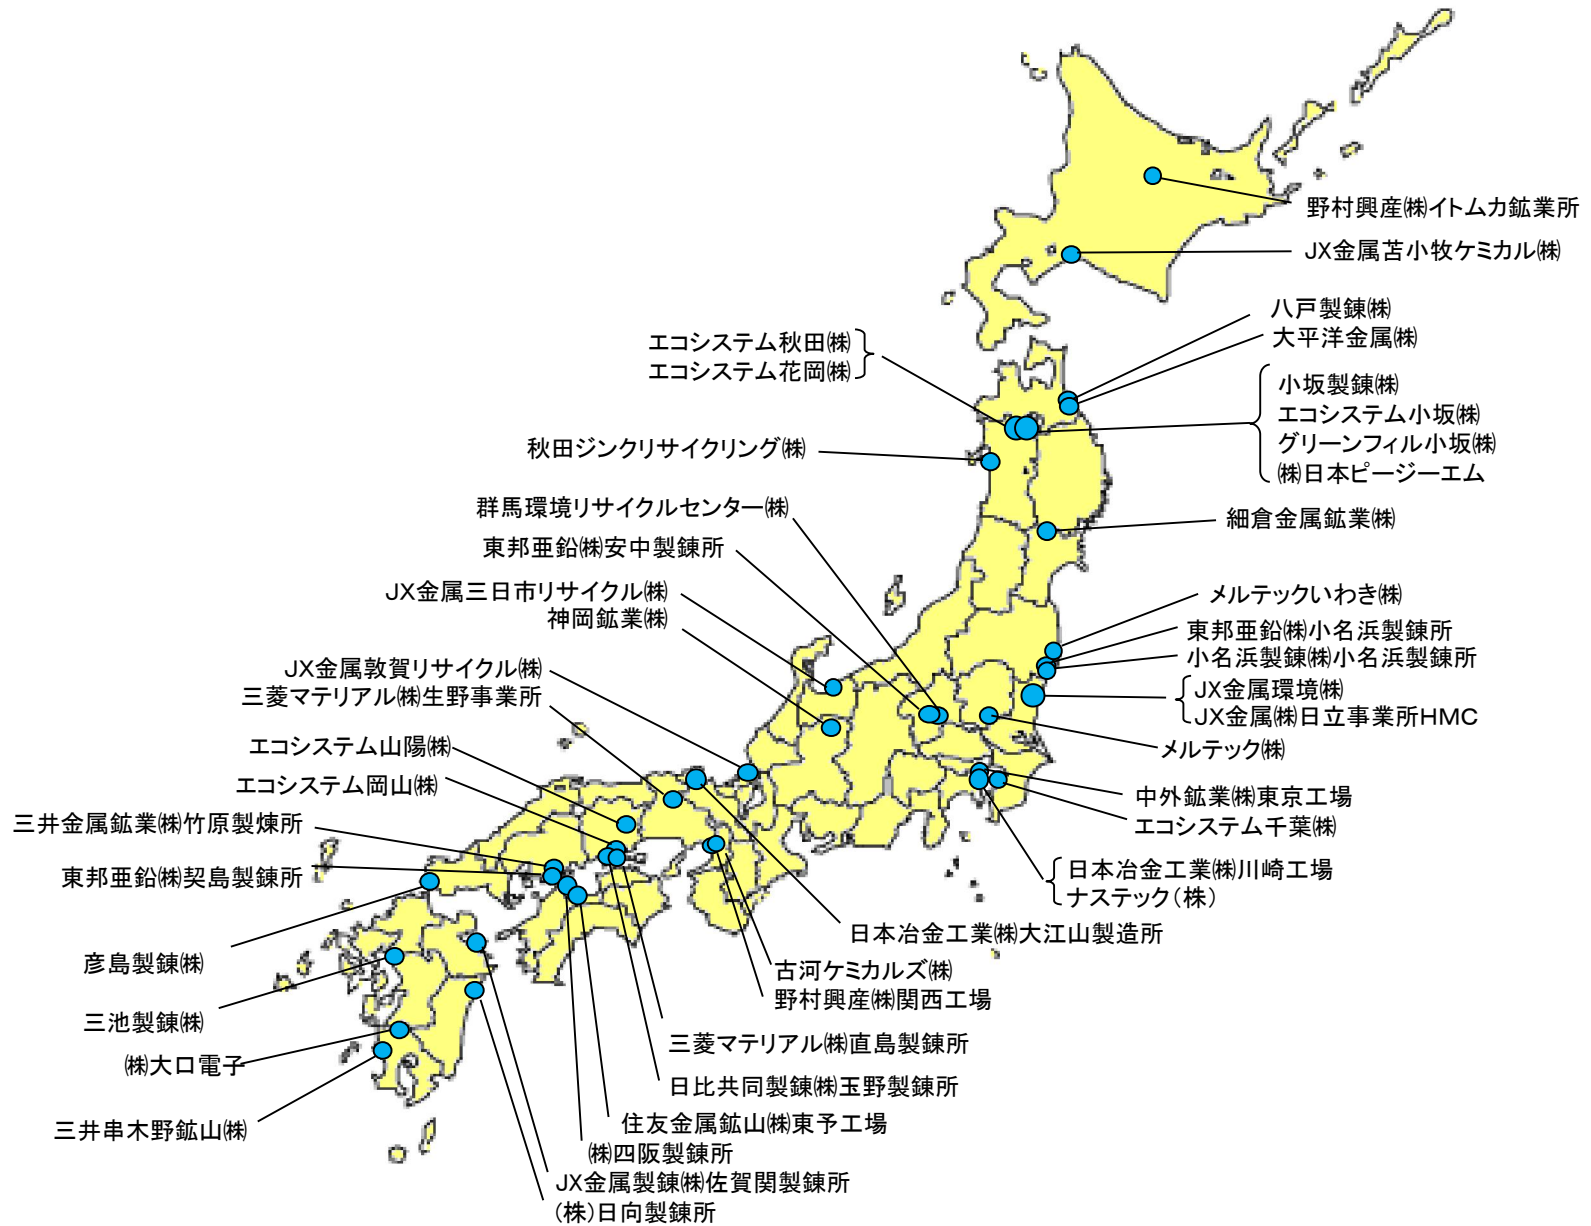 野村興産㈱イトムカ鉱業所
JX金属苫小牧ケミカル㈱
八戸製錬㈱
大平洋金属㈱
エコシステム秋田㈱
エコシステム花岡㈱
小坂製錬㈱
エコシステム小坂㈱
グリーンフィル小坂㈱
㈱日本ピージーエム
秋田ジンクリサイクリング㈱
群馬環境リサイクルセンター㈱
細倉金属鉱業㈱
東邦亜鉛㈱安中製錬所
JX金属三日市リサイクル㈱
神岡鉱業㈱
メルテックいわき㈱
東邦亜鉛㈱小名浜製錬所
小名浜製錬㈱小名浜製錬所
JX金属敦賀リサイクル㈱
三菱マテリアル㈱生野事業所
JX金属環境㈱
JX金属㈱日立事業所HMC
エコシステム山陽㈱
メルテック㈱
エコシステム岡山㈱
中外鉱業㈱東京工場
エコシステム千葉㈱
三井金属鉱業㈱竹原製煉所
東邦亜鉛㈱契島製錬所
日本冶金工業㈱川崎工場
ナステック（株）
日本冶金工業㈱大江山製造所
彦島製錬㈱
古河ケミカルズ㈱
野村興産㈱関西工場
三池製錬㈱
三菱マテリアル㈱直島製錬所
㈱大口電子
日比共同製錬㈱玉野製錬所
住友金属鉱山㈱東予工場
三井串木野鉱山㈱
㈱四阪製錬所
JX金属製錬㈱佐賀関製錬所
（株）日向製錬所